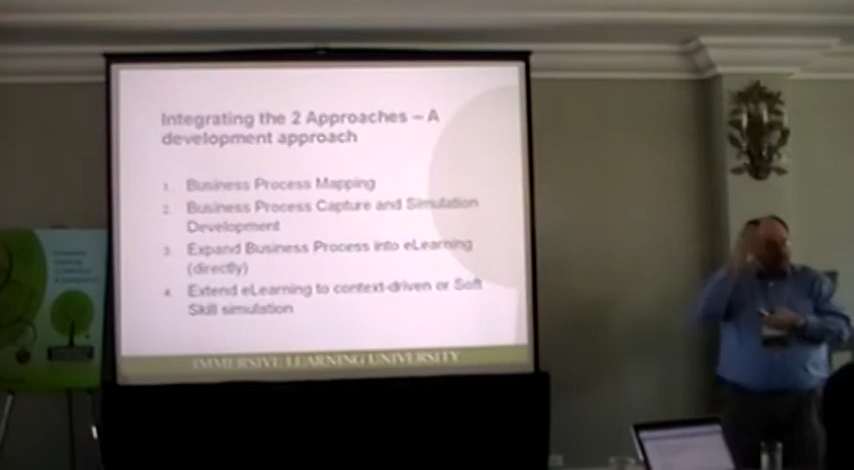 Integrating the 2 Approaches – A
development approach
1. Business Process Mapping
2. Business Process Capture and Simulation
Development
3. Expand Business Process into eLearning
(directly)
4. Extend eLearning to context-driven or Soft
Skill simulation
IMMERSIVE LEARNING UNIVERSITY